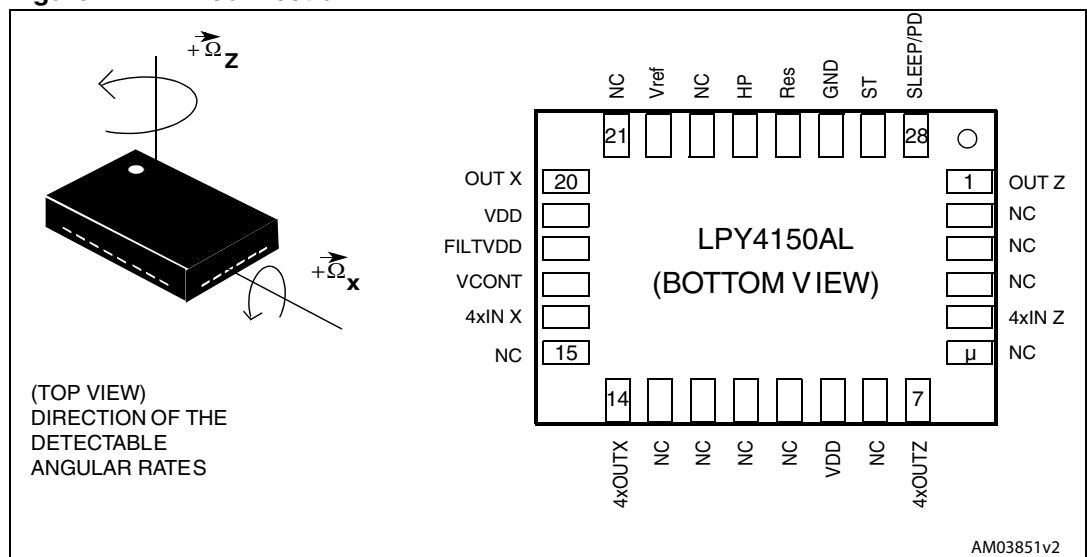 +Ω Z
+Ω x
(TOP VIEW)
DIRECTION OF THE
DETECTABLE
ANGULAR RATES
NC Vref NC HP Res GND ST SLEEP/PD
21 28
OUT X 20 1 OUT Z
VDD NC
FILTVDD NC
VCONT NC
4xIN X 4xIN Z
NC 15 µ NC
LPY4150AL
(BOTTOM VIEW)
14 7
4xOUTX NC NC NC NC VDD NC 4xOUTZ
AM03851v2